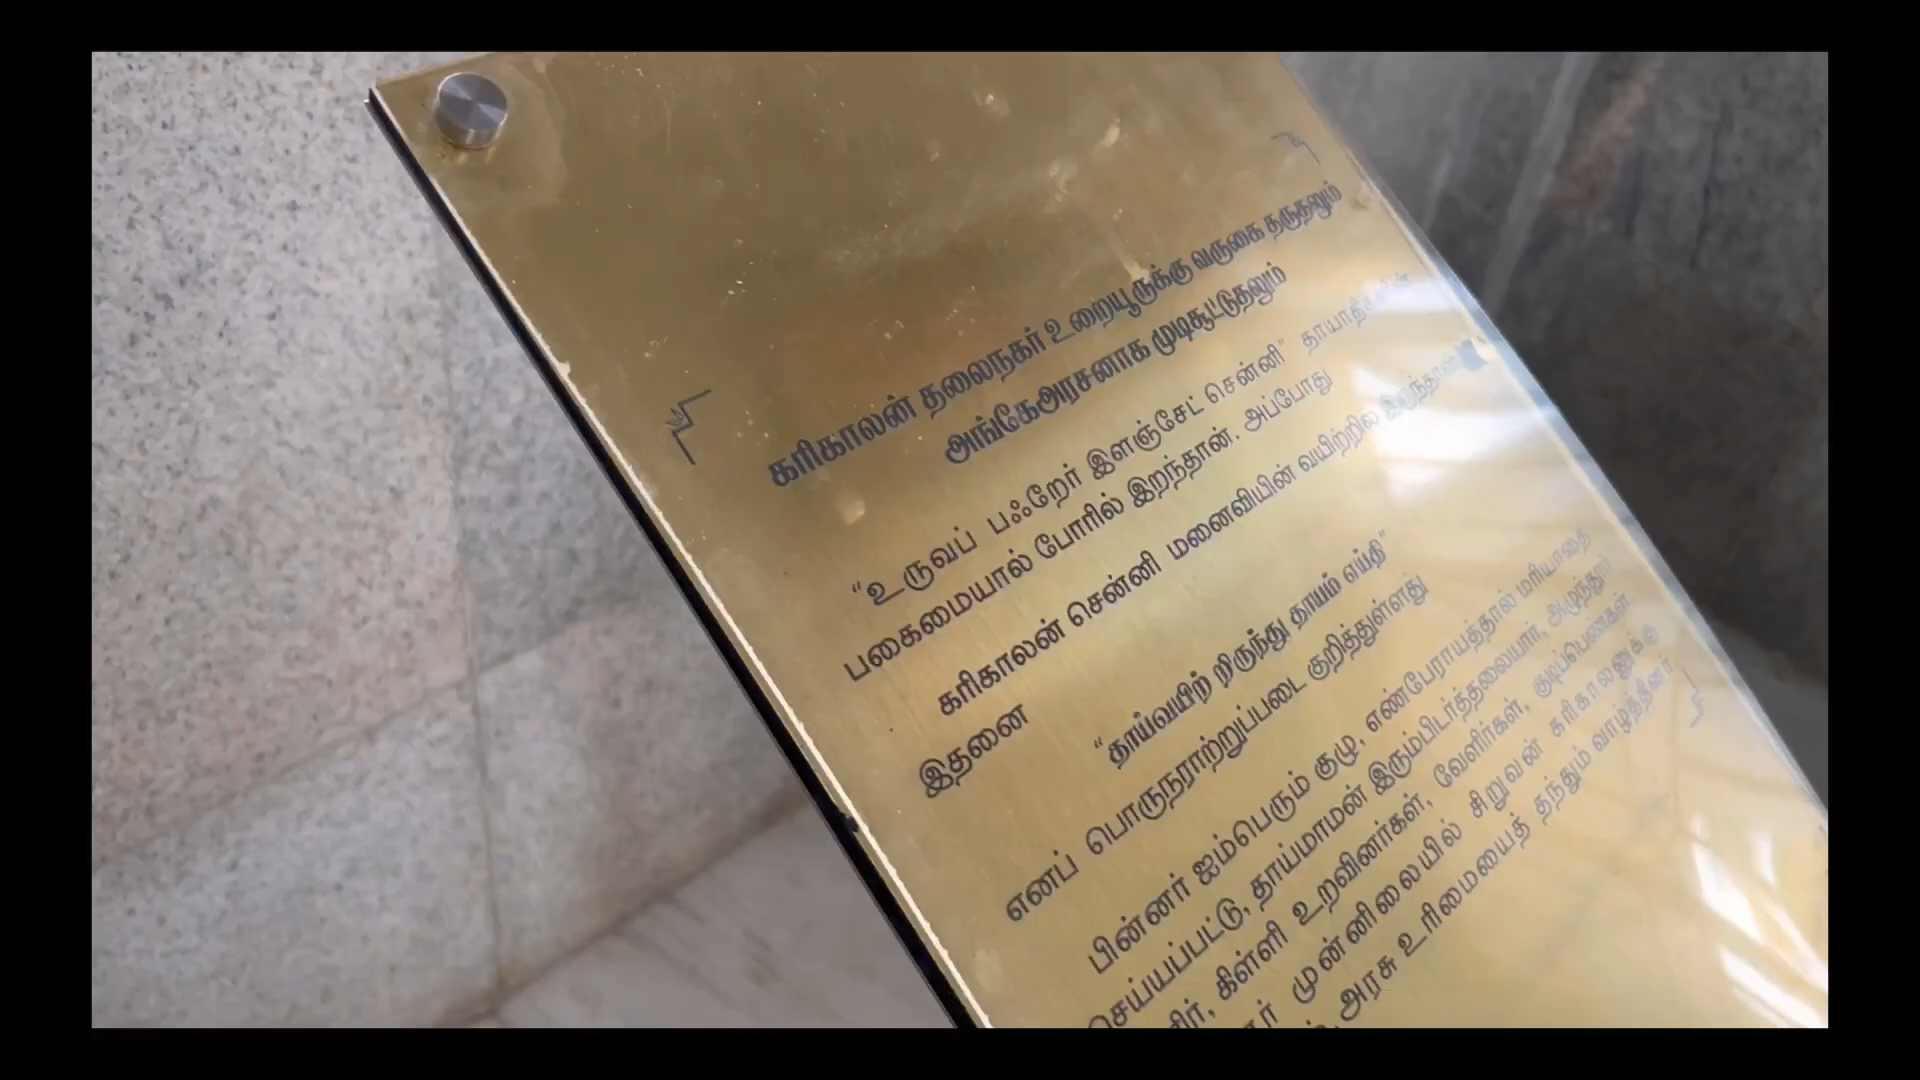 கரிகாலன் தலைநகர் உறையூருக்கு வருகை தருதலும்
அங்கேஅரசனாக முடிசூட்டுதலும்
“உருவப் பஃறேர் இளஞ்சேட் சென்னி”
பகைமையால் போரில் இறந்தான். அப்போது
கரிகாலன் சென்னி மனைவியின் வயிற்றில் இருந்தான்
இதனை
“தாய்வயிற் றிருந்து தாயம் எய்தி”
எனப் பொருநராற்றுப்படை குறித்துள்ளது
பின்னர் ஐம்பெரும் குழு, எண்பேராயத்தால் மரியாதை
செய்யப்பட்டு, தாய்மாமன் இரும்பிடர்த்தலையார், அழுந்தூர்
கிள்ளி உறவினர்கள், வேளிர்கள், குடிப்பெண்கள்
முன்னிலையில் சிறுவன் கரிகாலனுக்கு
அரசு உரிமையைத் தந்தும் வாழ்த்தினர்.